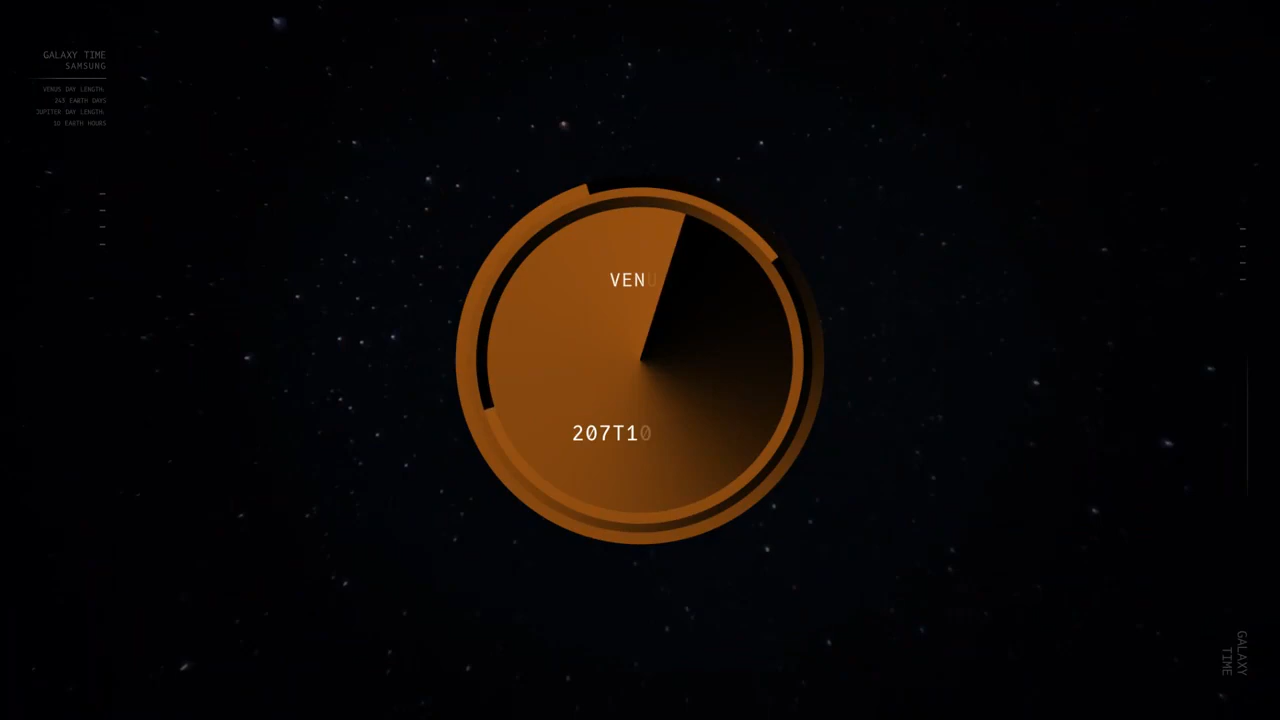 GALAXY TIME
SAMSUNG
VENUS DAY LENGTH:
243 EARTH DAYS
JUPITER DAY LENGTH:
10 EARTH HOURS
VENU
207T10
GALAXY
TIME